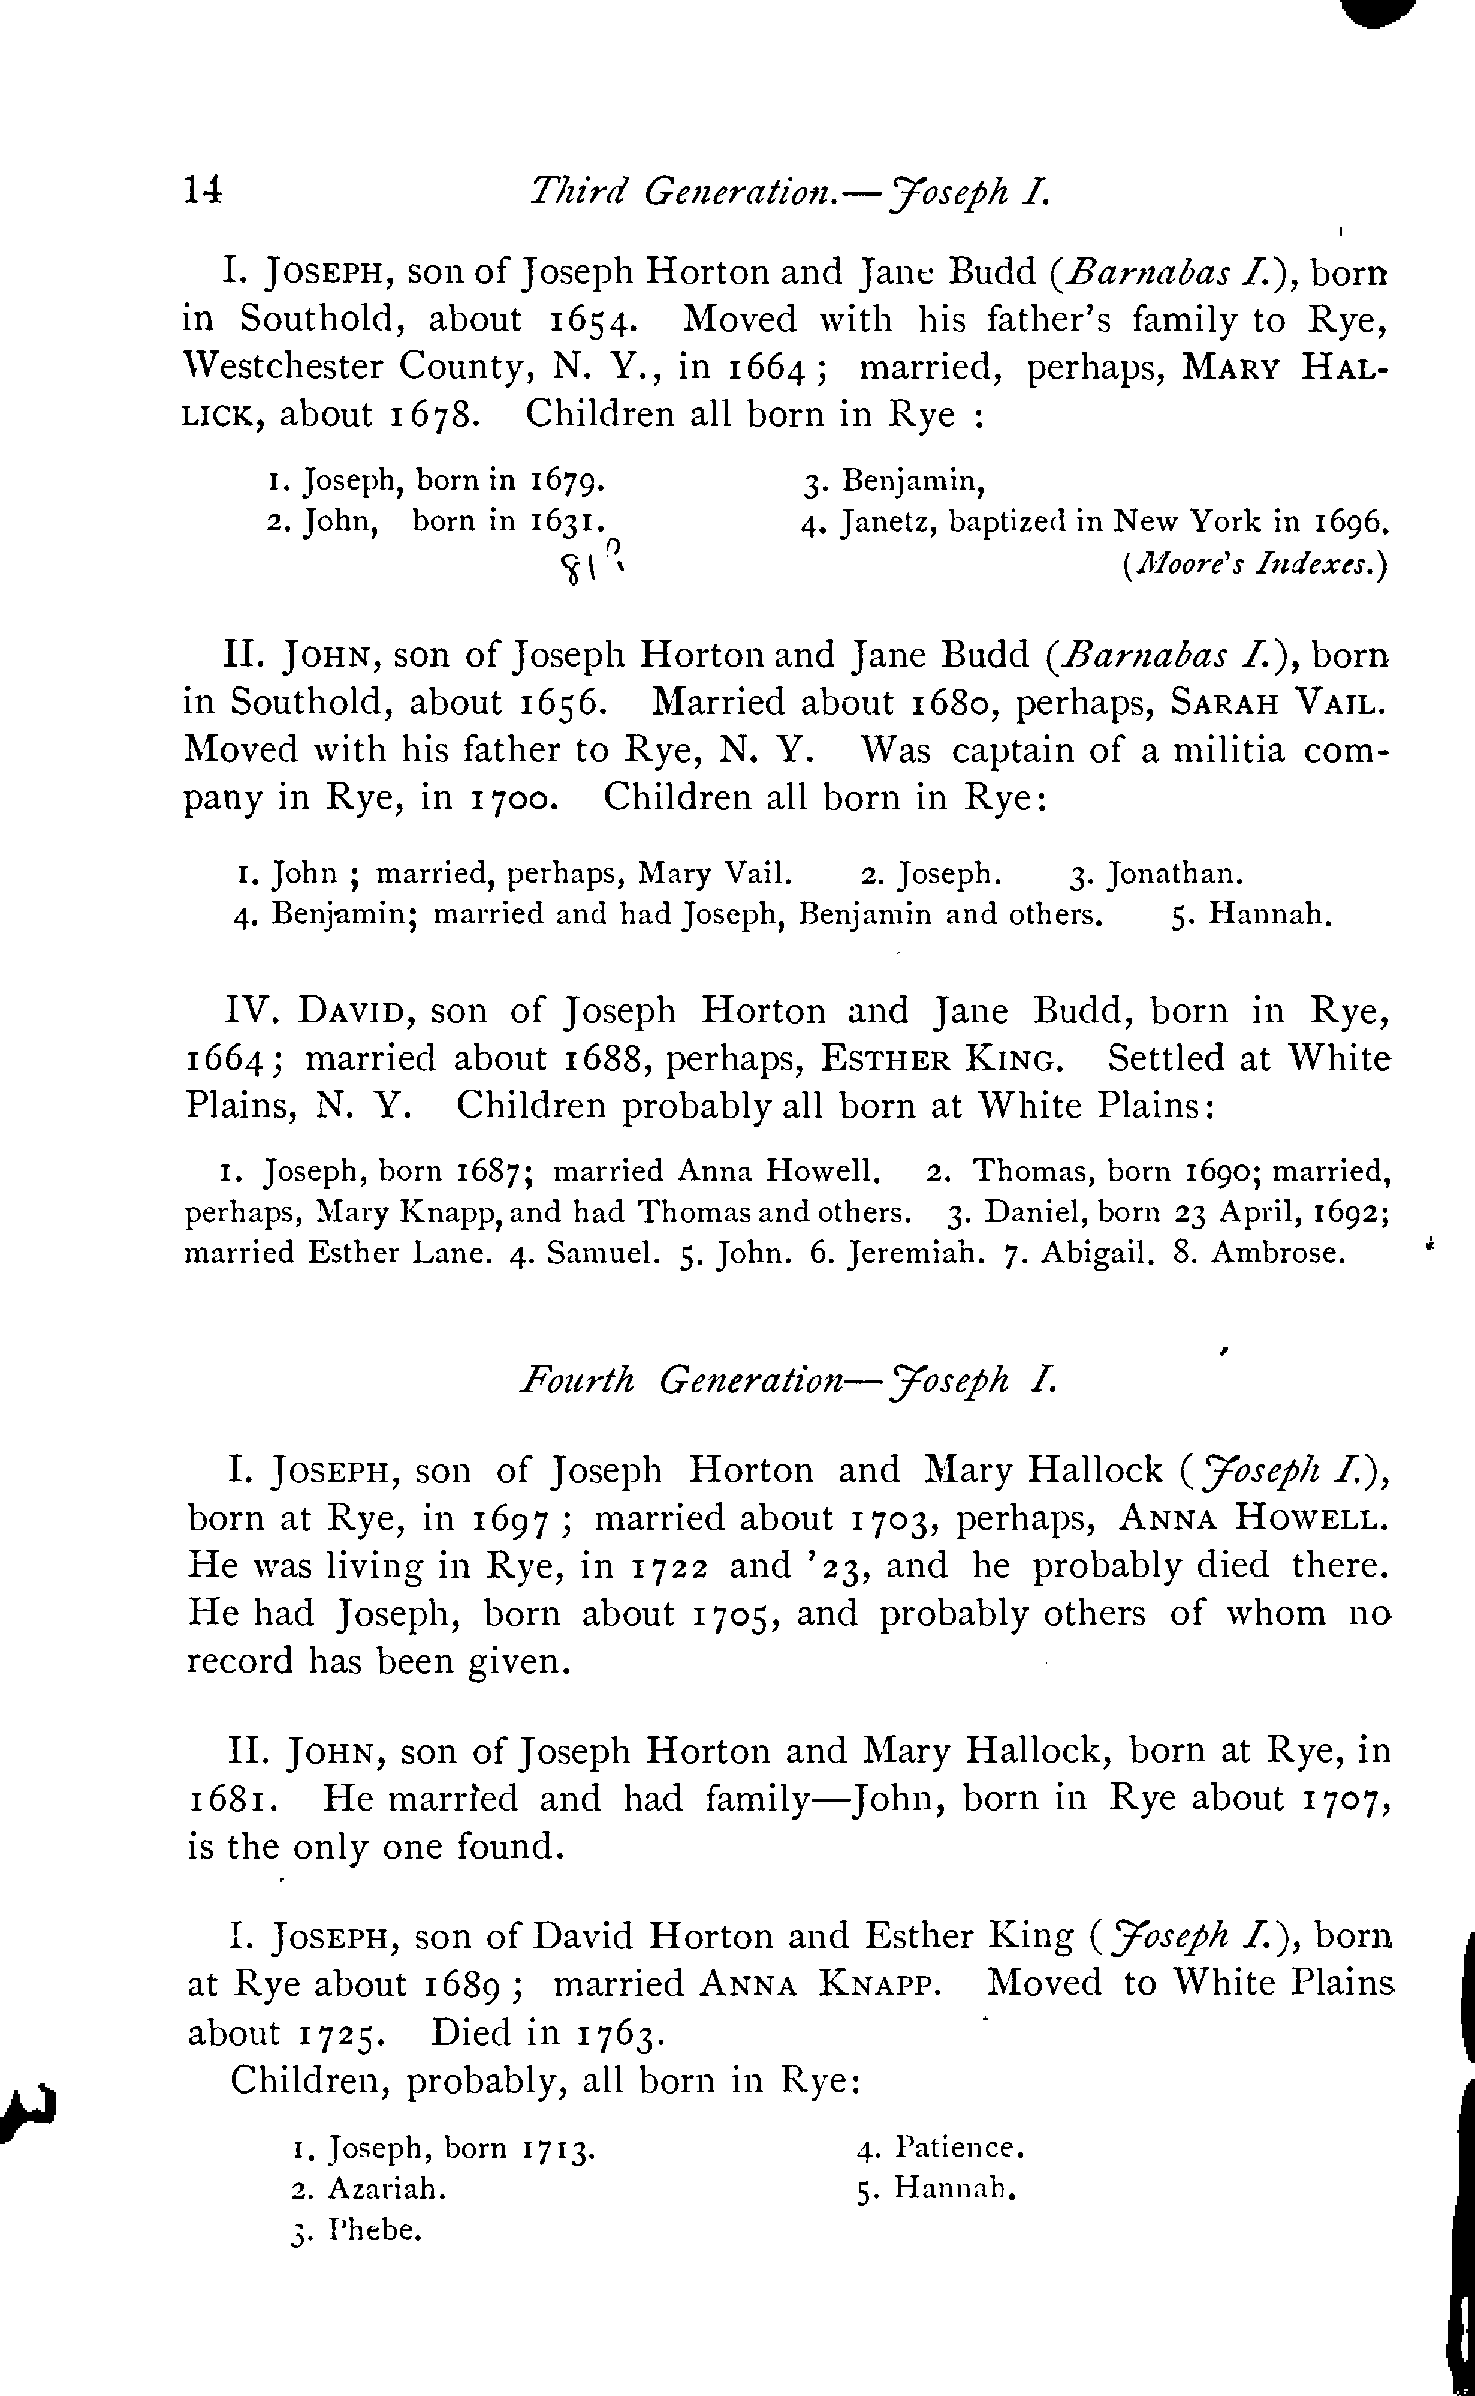 14 Third Generation.—Joseph I.
I. JOSEPH, son of Joseph Horton and Jane Budd (Barnabas I.), born
in Southold, about 1654. Moved with his father's family to Rye,
Westchester County, N. Y., in 1664 ; married, perhaps, MARY HAL-
LICK, about 1678. Children all born in Rye :
1. Joseph, born in 1679.
2. John, born in 1631.
81?
3. Benjamin,
4. Janetz, baptized in New York in 1696.
(Moore's Indexes.)
II. JOHN, son of Joseph Horton and Jane Budd (Barnabas I.), born
in Southold, about 1656. Married about 1680, perhaps, SARAH VAIL.
Moved with his father to Rye, N. Y. Was captain of a militia com-
pany in Rye, in 1700. Children all born in Rye:
1. John ; married, perhaps, Mary Vail. 2. Joseph. 3. Jonathan.
4. Benjamin; married and had Joseph, Benjamin and others. 5. Hannah.
IV. DAVID, son of Joseph Horton and Jane Budd, born in Rye,
1664 ; married about 1688, perhaps, ESTHER KING. Settled at White
Plains, N. Y. Children probably all born at White Plains:
1. Joseph, born 1687; married Anna Howell. 2. Thomas, born 1690; married,
perhaps, Mary Knapp, and had Thomas and others. 3. Daniel, born 23 April, 1692;
married Esther Lane. 4. Samuel. 5. John. 6. Jeremiah. 7. Abigail. 8. Ambrose.
Fourth Generation—Joseph I.
I. JOSEPH, son of Joseph Horton and Mary Hallock (Joseph I.),
born at Rye, in 1697 ; married about 1703, perhaps, ANNA HOWELL.
He was living in Rye, in 1722 and '23, and he probably died there.
He had Joseph, born about 1705, and probably others of whom no
record has been given.
II. JOHN, son of Joseph Horton and Mary Hallock, born at Rye, in
1681. He married and had family—John, born in Rye about 1707,
is the only one found.
I. JOSEPH, son of David Horton and Esther King (Joseph I.), born
at Rye about 1689 ; married ANNA KNAPP. Moved to White Plains
about 1725. Died in 1763.
Children, probably, all born in Rye:
1. Joseph, born 1713.
2. Azariah.
3. Phebe.
4. Patience.
5. Hannah.